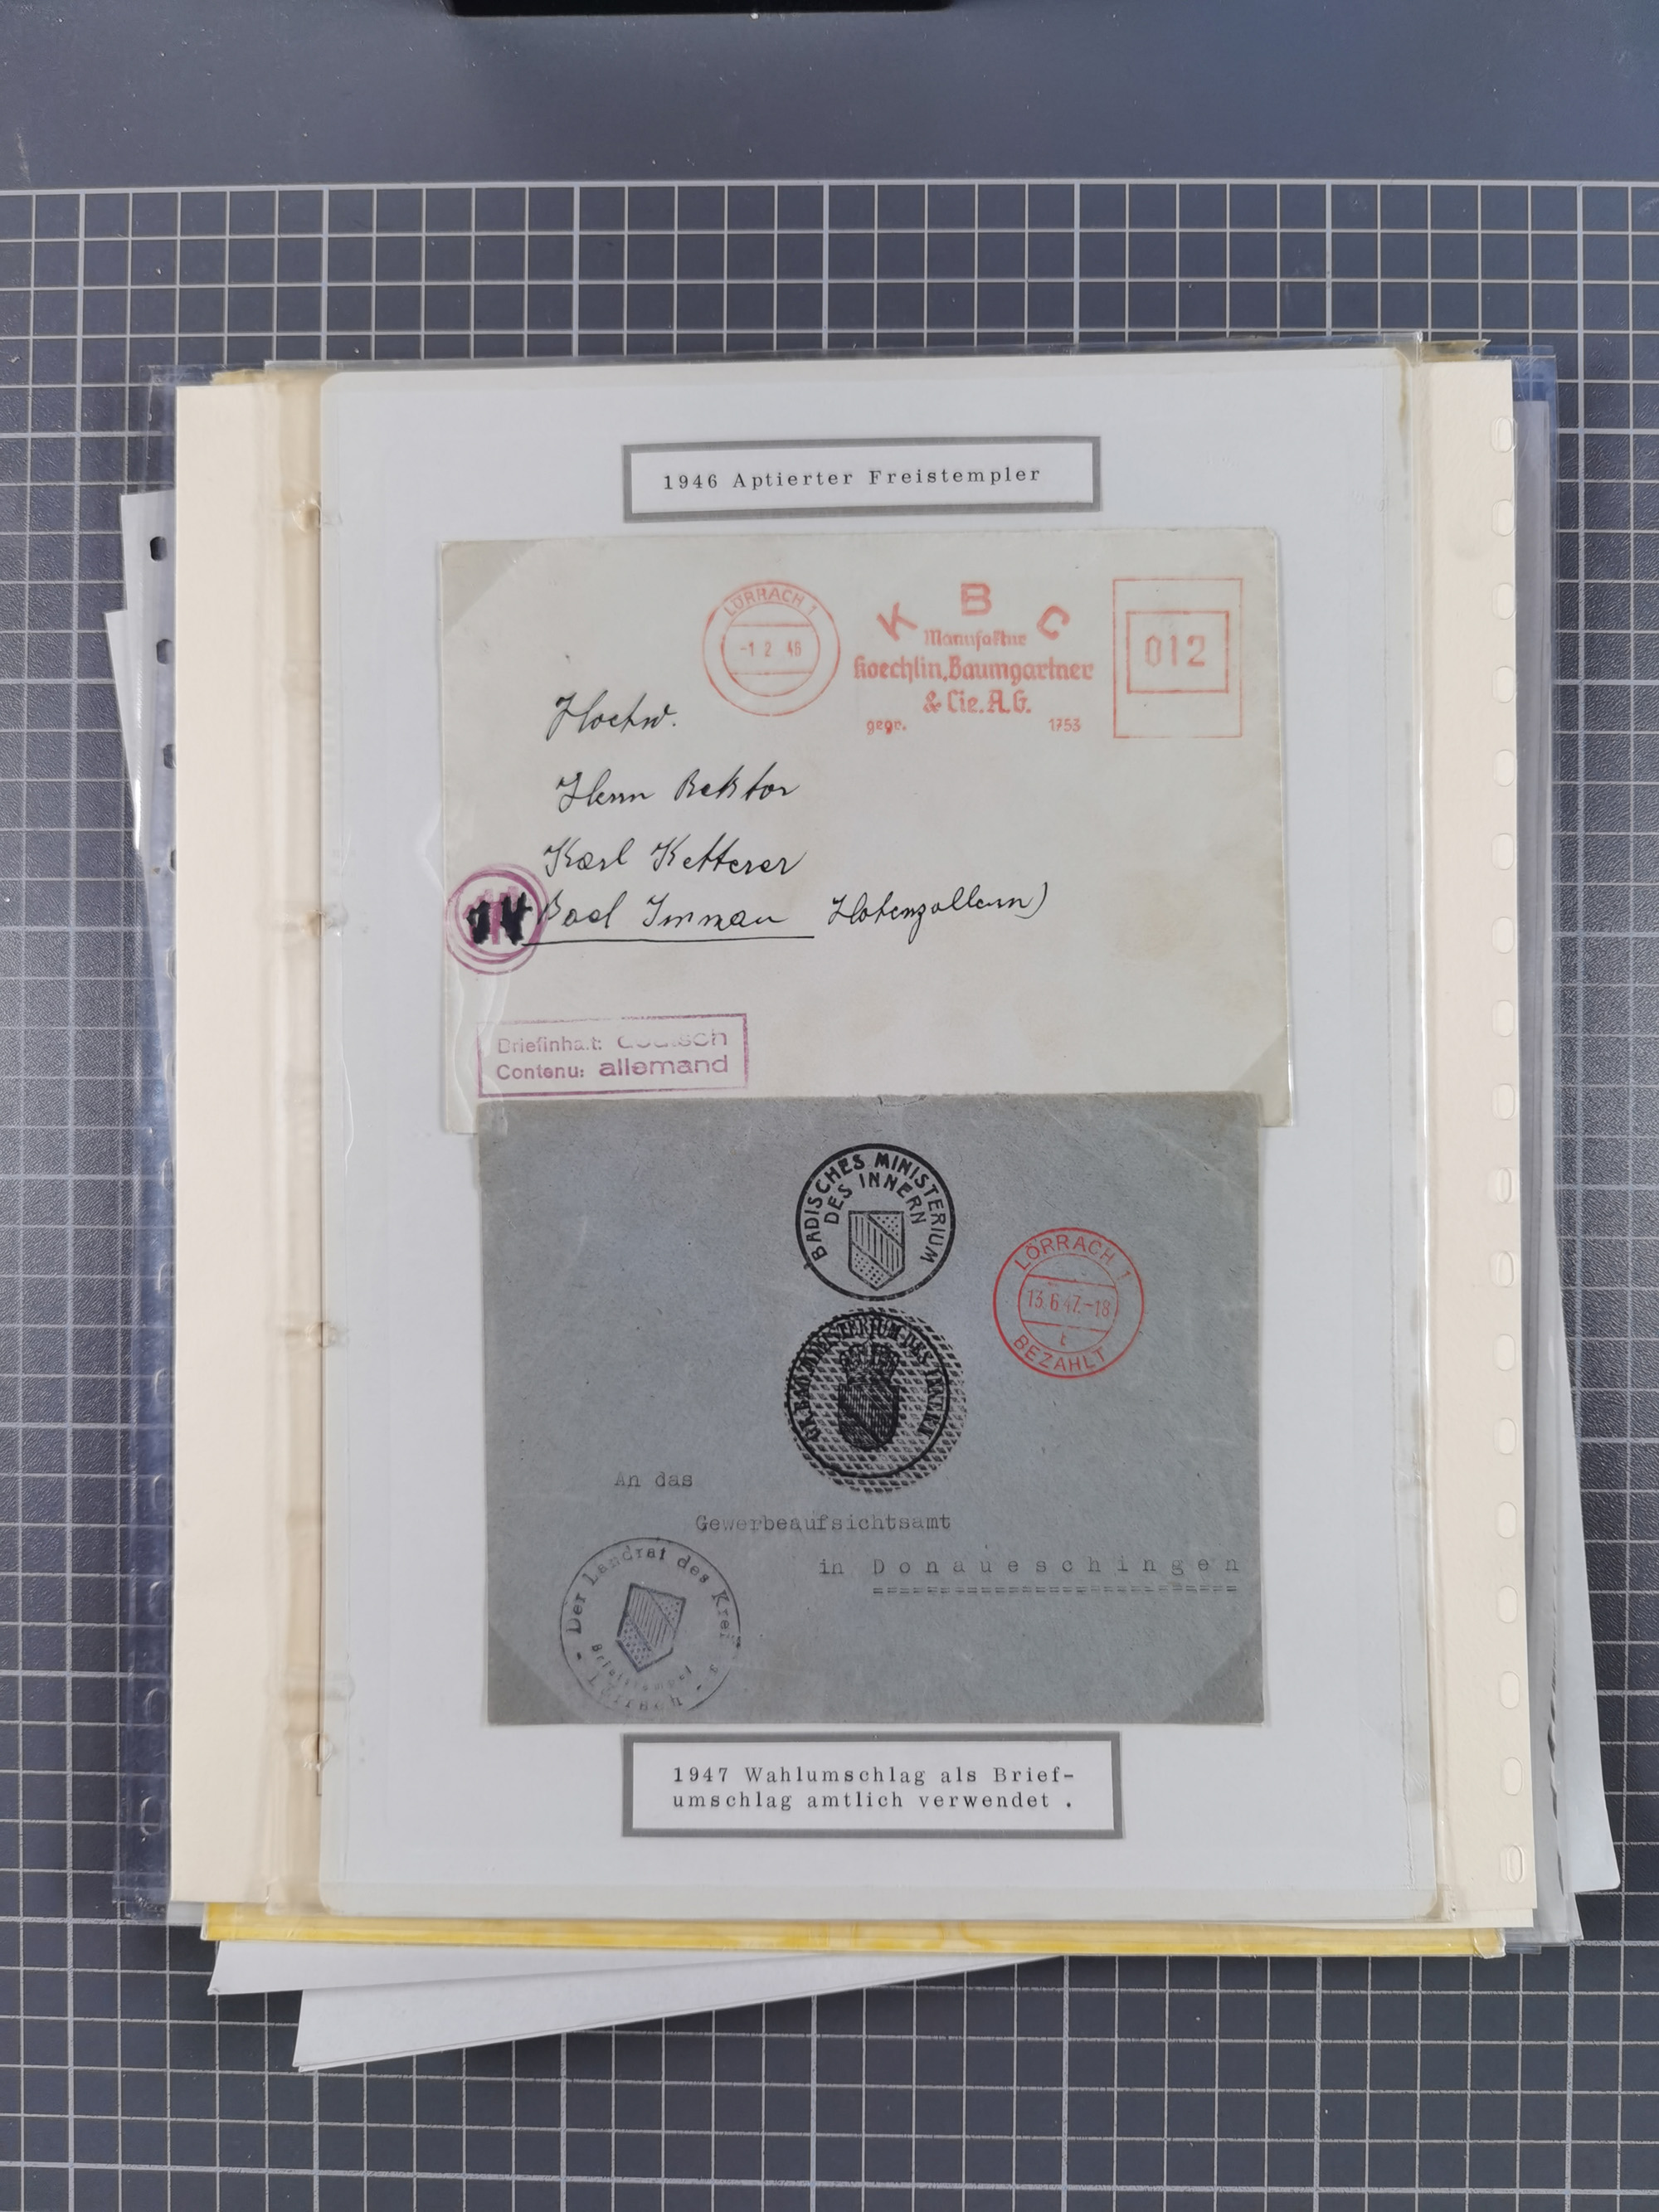 1946 Aptierter Freistempler
LÖRRACH 1
-1 2 46
K B C
Manufaktur
Koechlin, Baumgartner
& Cie. A.G.
gegr. 1753
012
Hochw.
Herrn Rektor
Karl Ketterer
Bad Imnau Hohenzollern)
Briefinhalt: deutsch
Contenu: allemand
BADISCHES MINISTERIUM
DES INNERN
LÖRRACH 1
13.6.47.-18
t
BEZAHLT
An das
Gewerbeaufsichtsamt
in Donaueschingen
Der Landrat des Kreises
1947 Wahlumschlag als Brief-
umschlag amtlich verwendet .